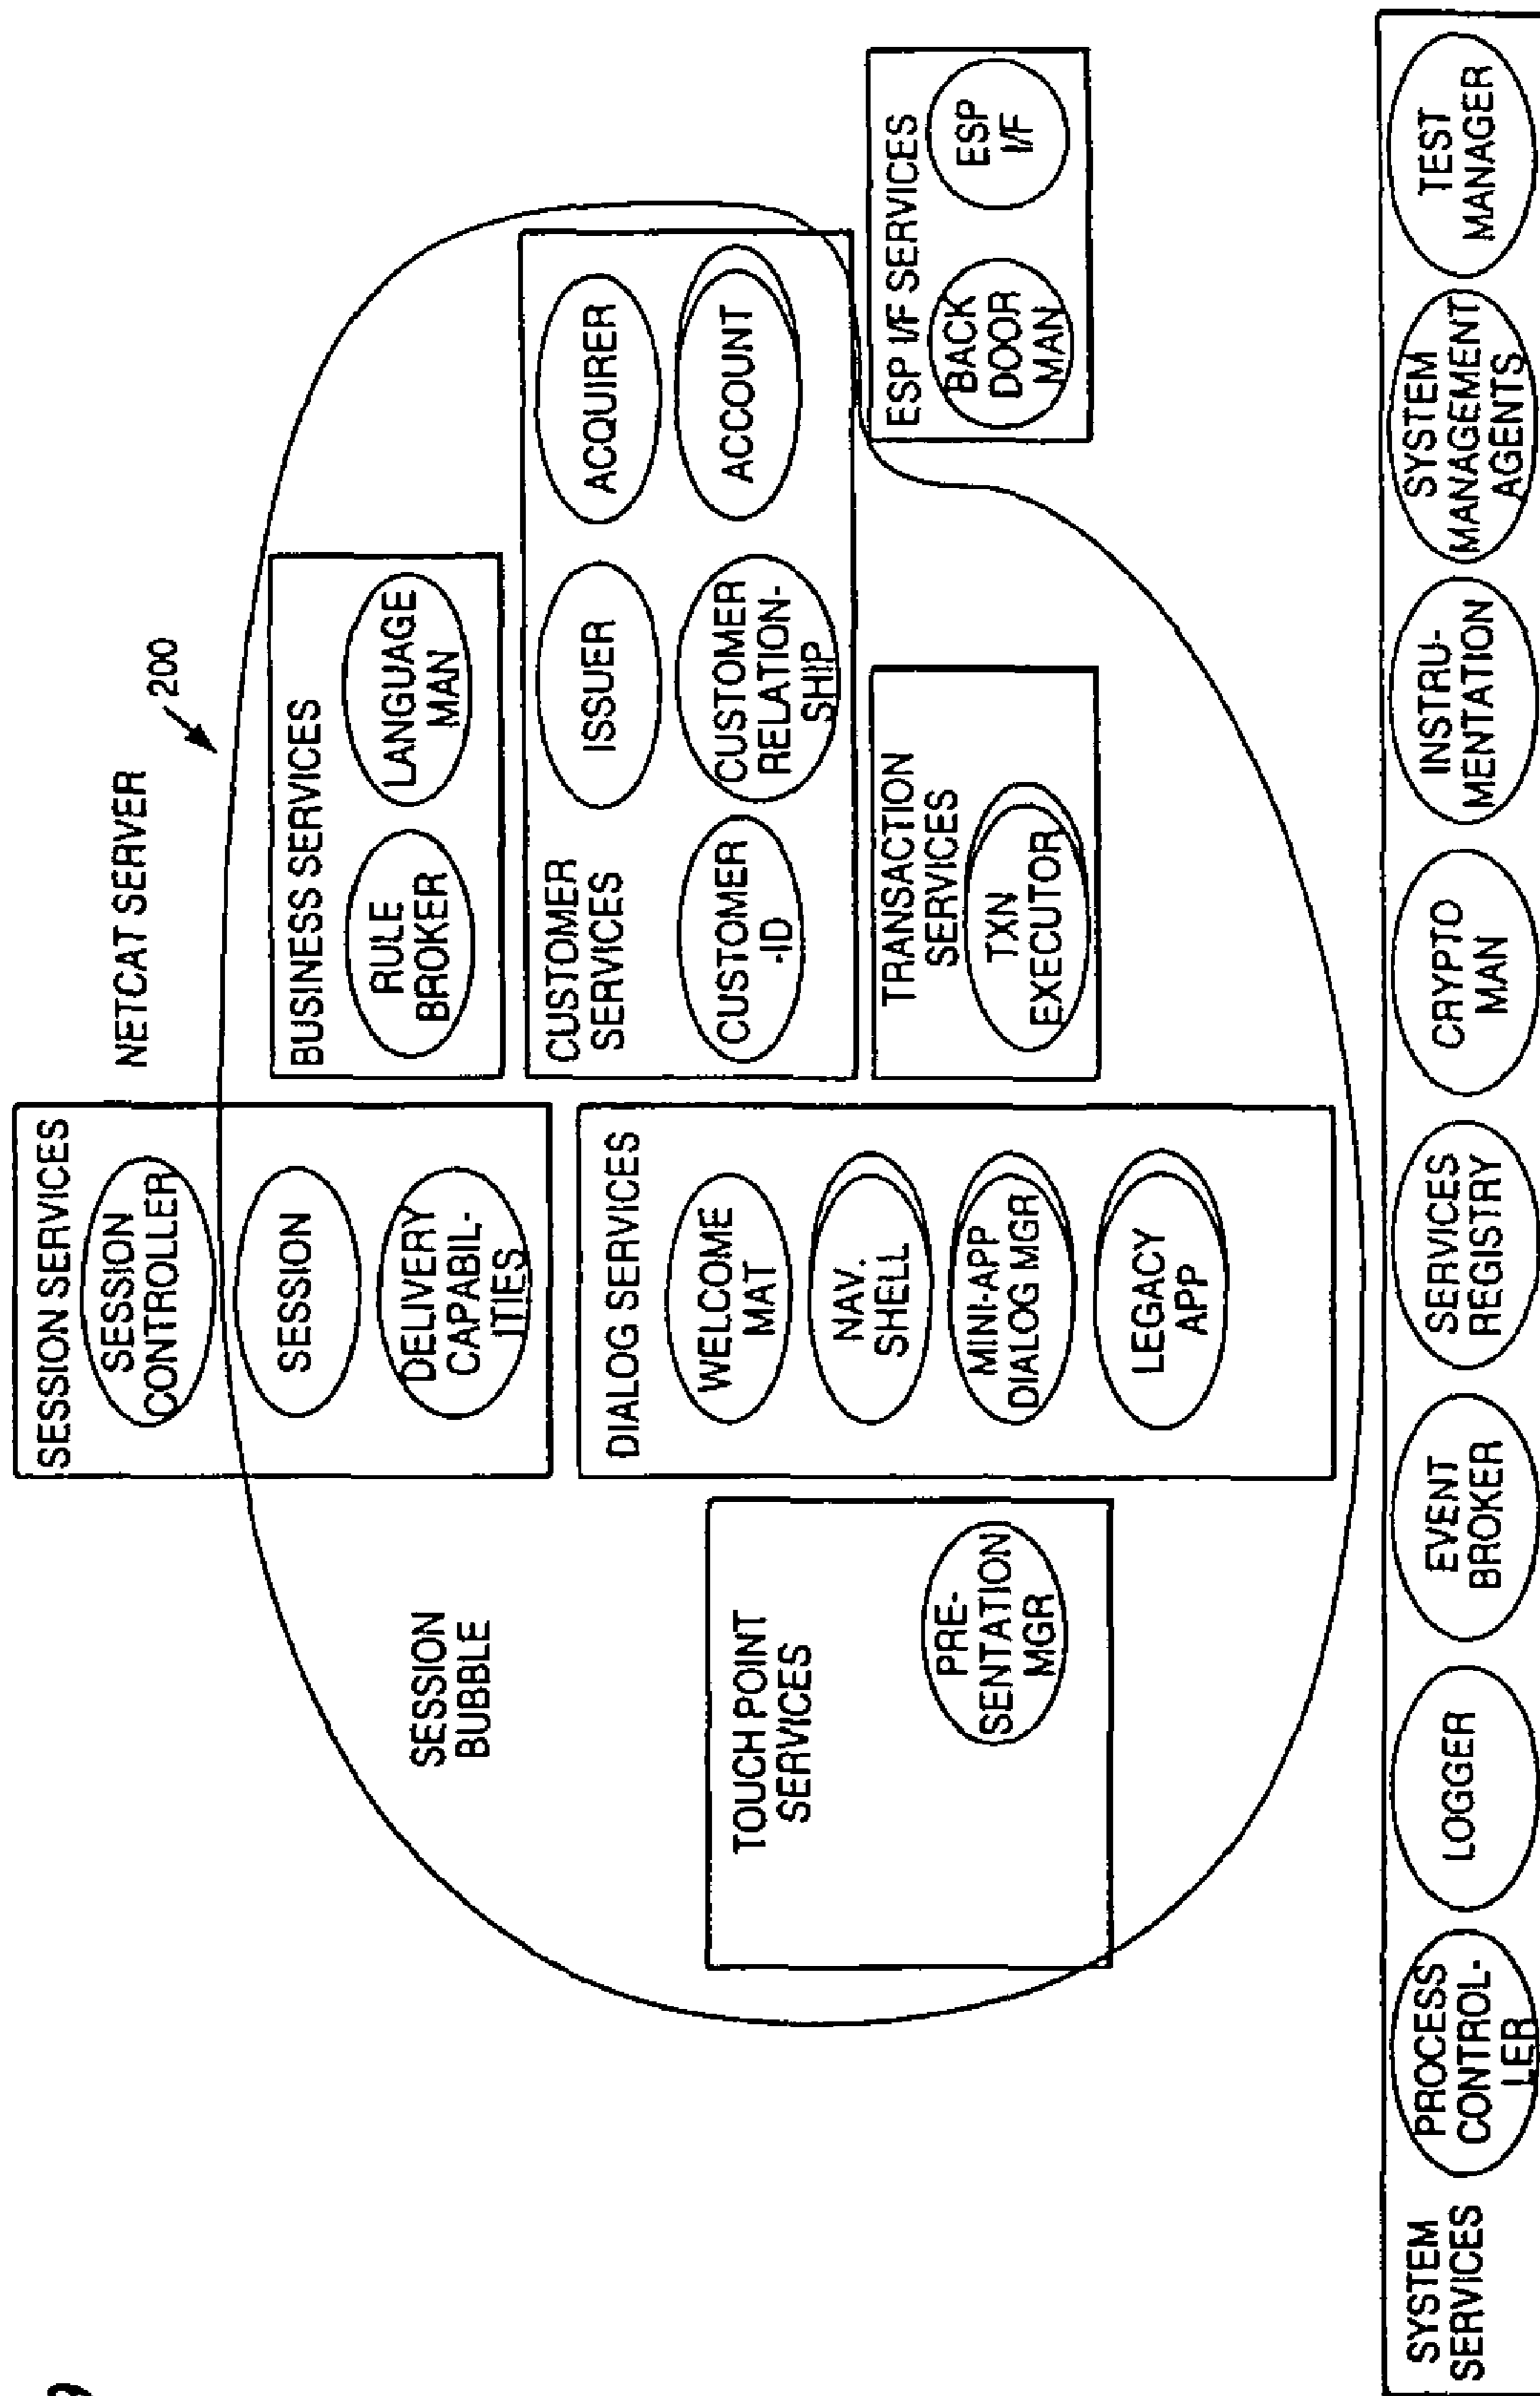 NETCAT SERVER
200
SESSION SERVICES
SESSION
CONTROLLER
SESSION
DELIVERY
CAPABIL-
ITIES
BUSINESS SERVICES
RULE
BROKER
LANGUAGE
MAN
SESSION
BUBBLE
CUSTOMER
SERVICES
ISSUER
ACQUIRER
CUSTOMER
-ID
CUSTOMER
RELATION-
SHIP
ACCOUNT
DIALOG SERVICES
WELCOME
MAT
NAV.
SHELL
MINI-APP
DIALOG MGR
LEGACY
APP
TOUCH POINT
SERVICES
PRE-
SENTATION
MGR
TRANSACTION
SERVICES
TXN
EXECUTOR
ESP I/F SERVICES
BACK
DOOR
MAN
ESP
I/F
SYSTEM
SERVICES
PROCESS
CONTROL-
LER
LOGGER
EVENT
BROKER
SERVICES
REGISTRY
CRYPTO
MAN
INSTRU-
MENTATION
SYSTEM
MANAGEMENT
AGENTS
TEST
MANAGER